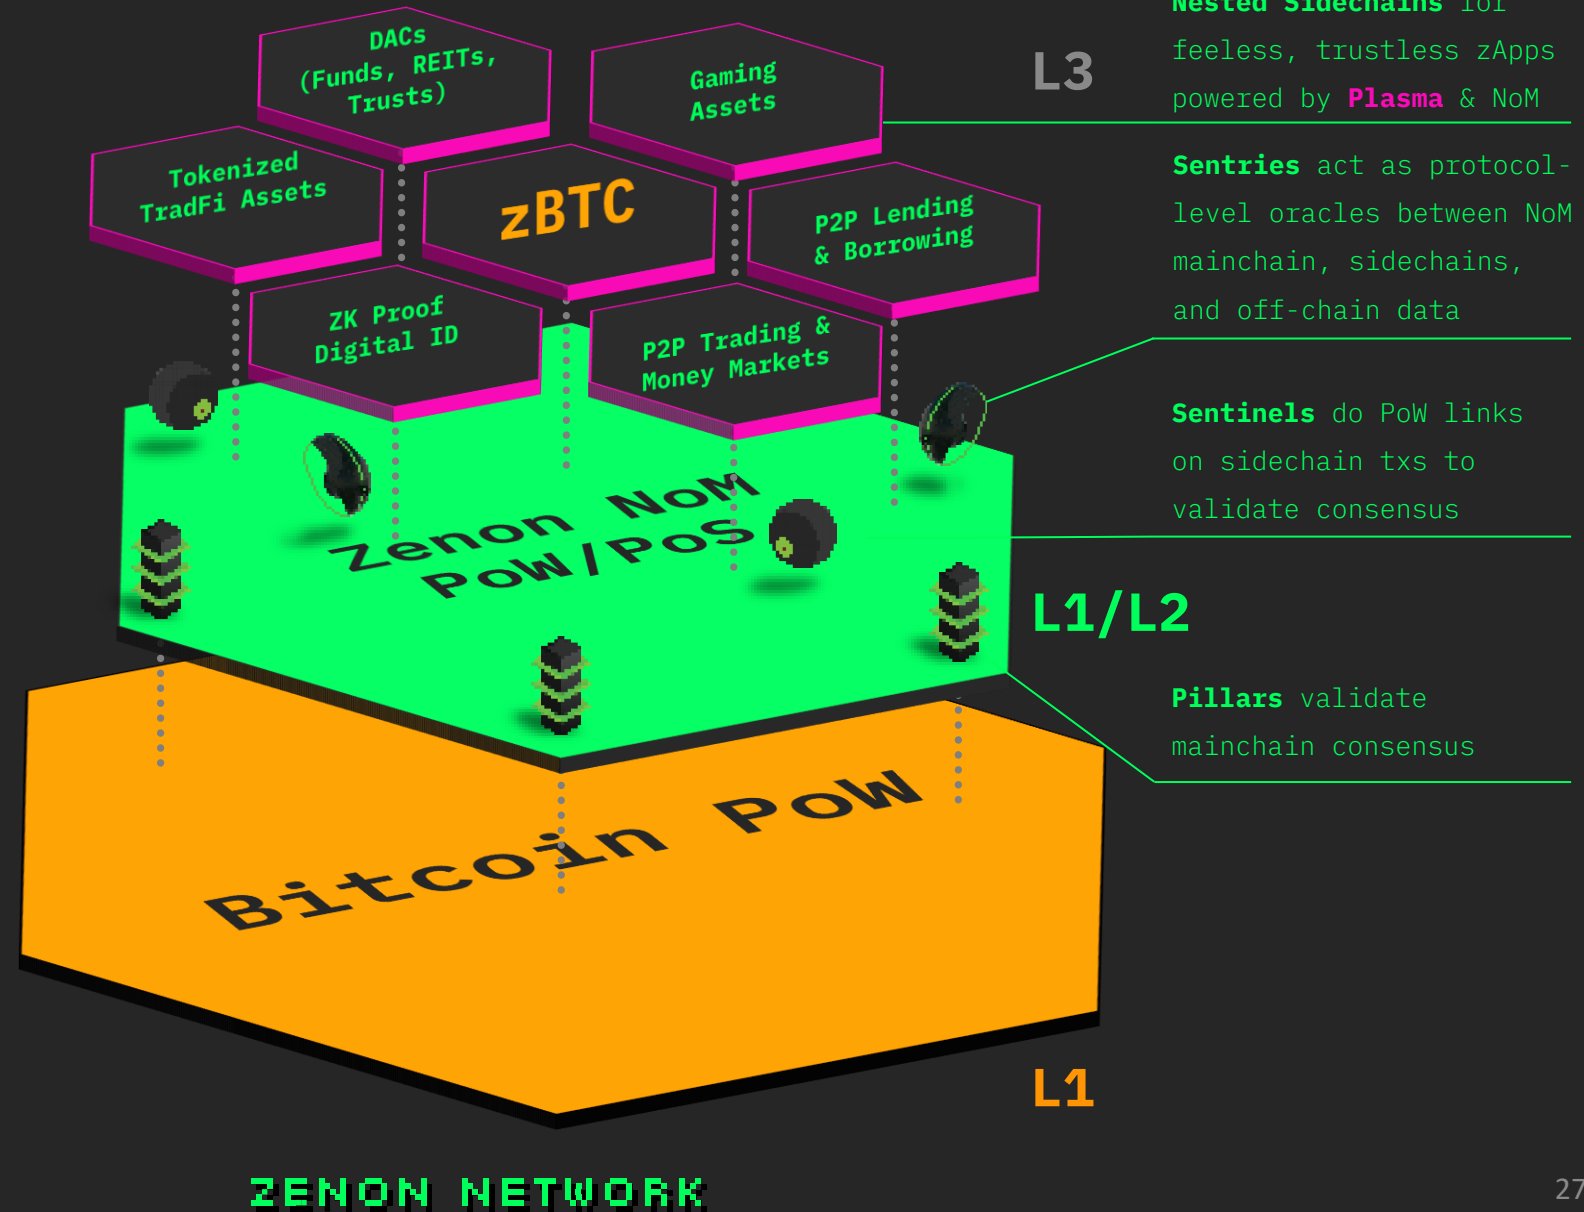 Nested Sidechains for
feeless, trustless zApps
powered by Plasma & NoM
L3
DACs
(Funds, REITs,
Trusts)
Gaming
Assets
Tokenized
TradFi Assets
zBTC
P2P Lending
& Borrowing
ZK Proof
Digital ID
P2P Trading &
Money Markets
Sentries act as protocol-
level oracles between NoM
mainchain, sidechains,
and off-chain data
Sentinels do PoW links
on sidechain txs to
validate consensus
Zenon NoM
PoW/PoS
L1/L2
Pillars validate
mainchain consensus
Bitcoin PoW
L1
ZENON NETWORK
27